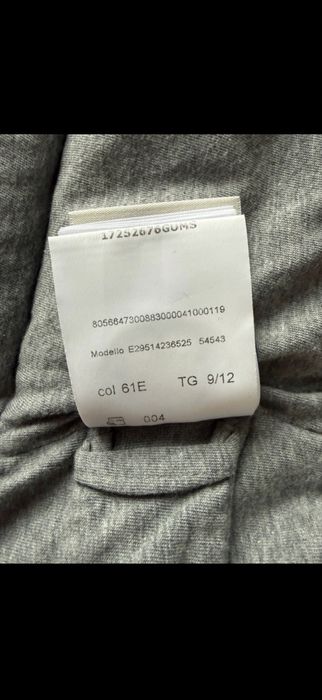 17252676GUMS
8056647300883000041000119
Modello E29514236525 54543
col 61E TG 9/12
004